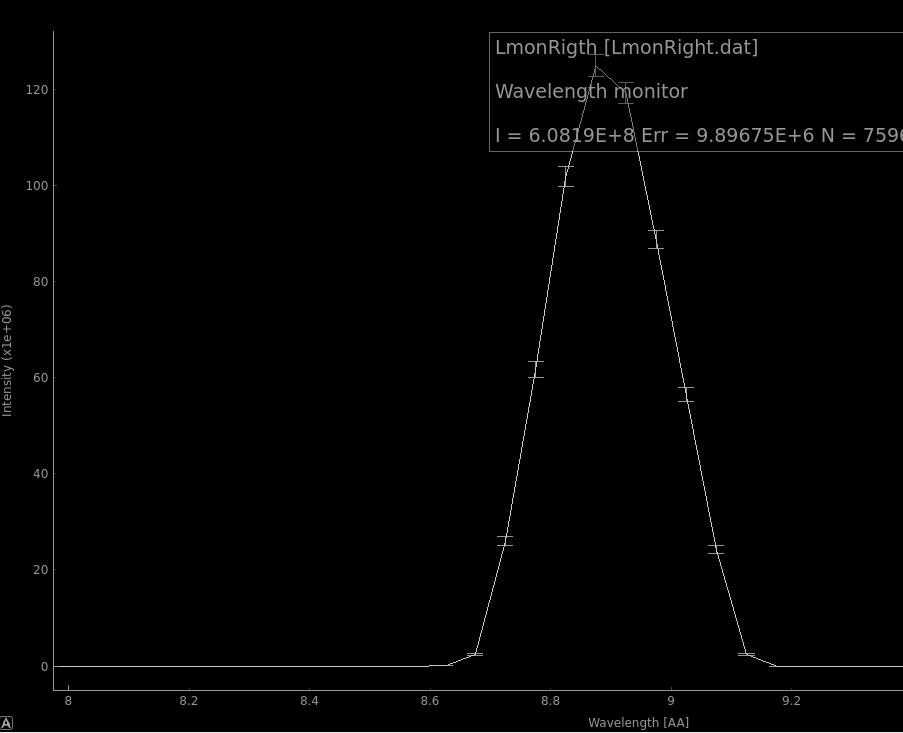 LmonRigth [LmonRight.dat]
Wavelength monitor
I = 6.0819E+8 Err = 9.89675E+6 N = 7596
120
100
80
60
40
20
0
Intensity (x1e+06)
8 8.2 8.4 8.6 8.8 9 9.2
Wavelength [AA]
A